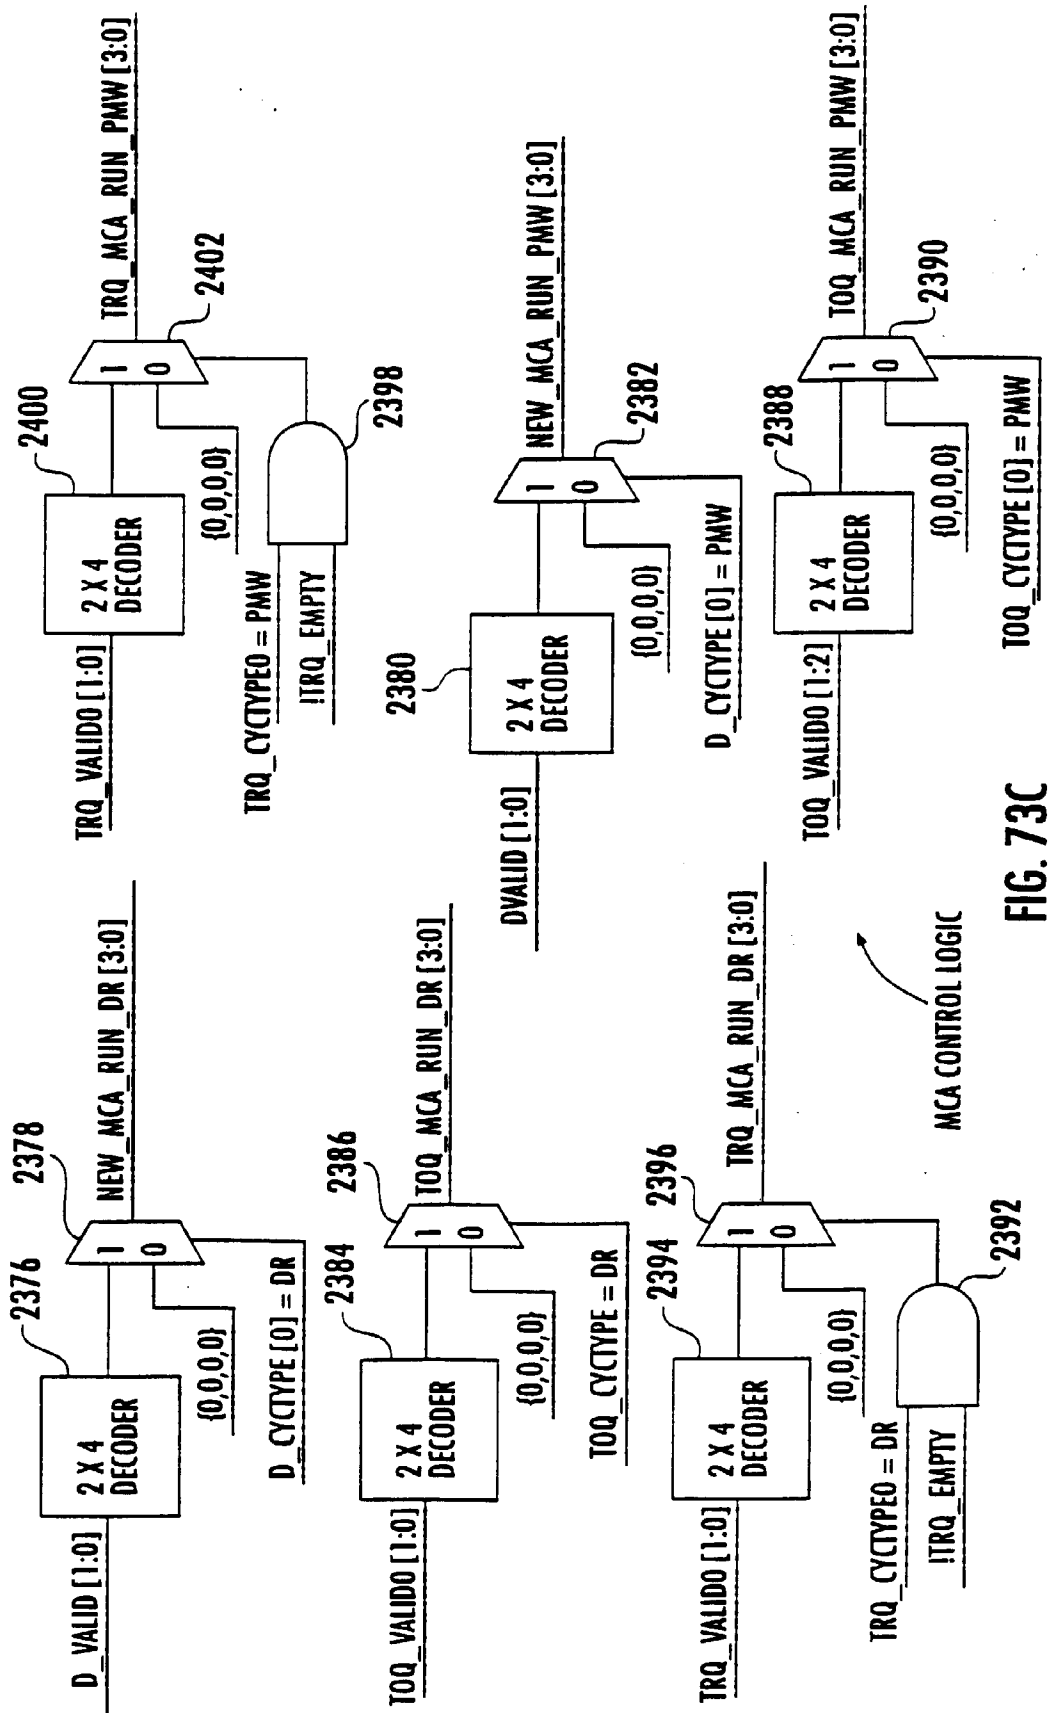 D_VALID [1:0]
2 X 4
DECODER
2376
{0,0,0,0}
D_CYCTYPE [0] = DR
1
0
2378
NEW_MCA_RUN_DR [3:0]
TOQ_VALID0 [1:0]
2 X 4
DECODER
2384
{0,0,0,0}
TOQ_CYCTYPE = DR
1
0
2386
TOQ_MCA_RUN_DR [3:0]
TRQ_VALID0 [1:0]
2 X 4
DECODER
2394
{0,0,0,0}
TRQ_CYCTYPE0 = DR
!TRQ_EMPTY
2392
1
0
2396
TRQ_MCA_RUN_DR [3:0]
MCA CONTROL LOGIC
TRQ_VALID0 [1:0]
2 X 4
DECODER
2400
{0,0,0,0}
TRQ_CYCTYPE0 = PMW
!TRQ_EMPTY
2398
1
0
2402
TRQ_MCA_RUN_PMW [3:0]
DVALID [1:0]
2 X 4
DECODER
2380
{0,0,0,0}
D_CYCTYPE [0] = PMW
1
0
2382
NEW_MCA_RUN_PMW [3:0]
TOQ_VALID0 [1:2]
2 X 4
DECODER
2388
{0,0,0,0}
TOQ_CYCTYPE [0] = PMW
1
0
2390
TOQ_MCA_RUN_PMW [3:0]
FIG. 73C